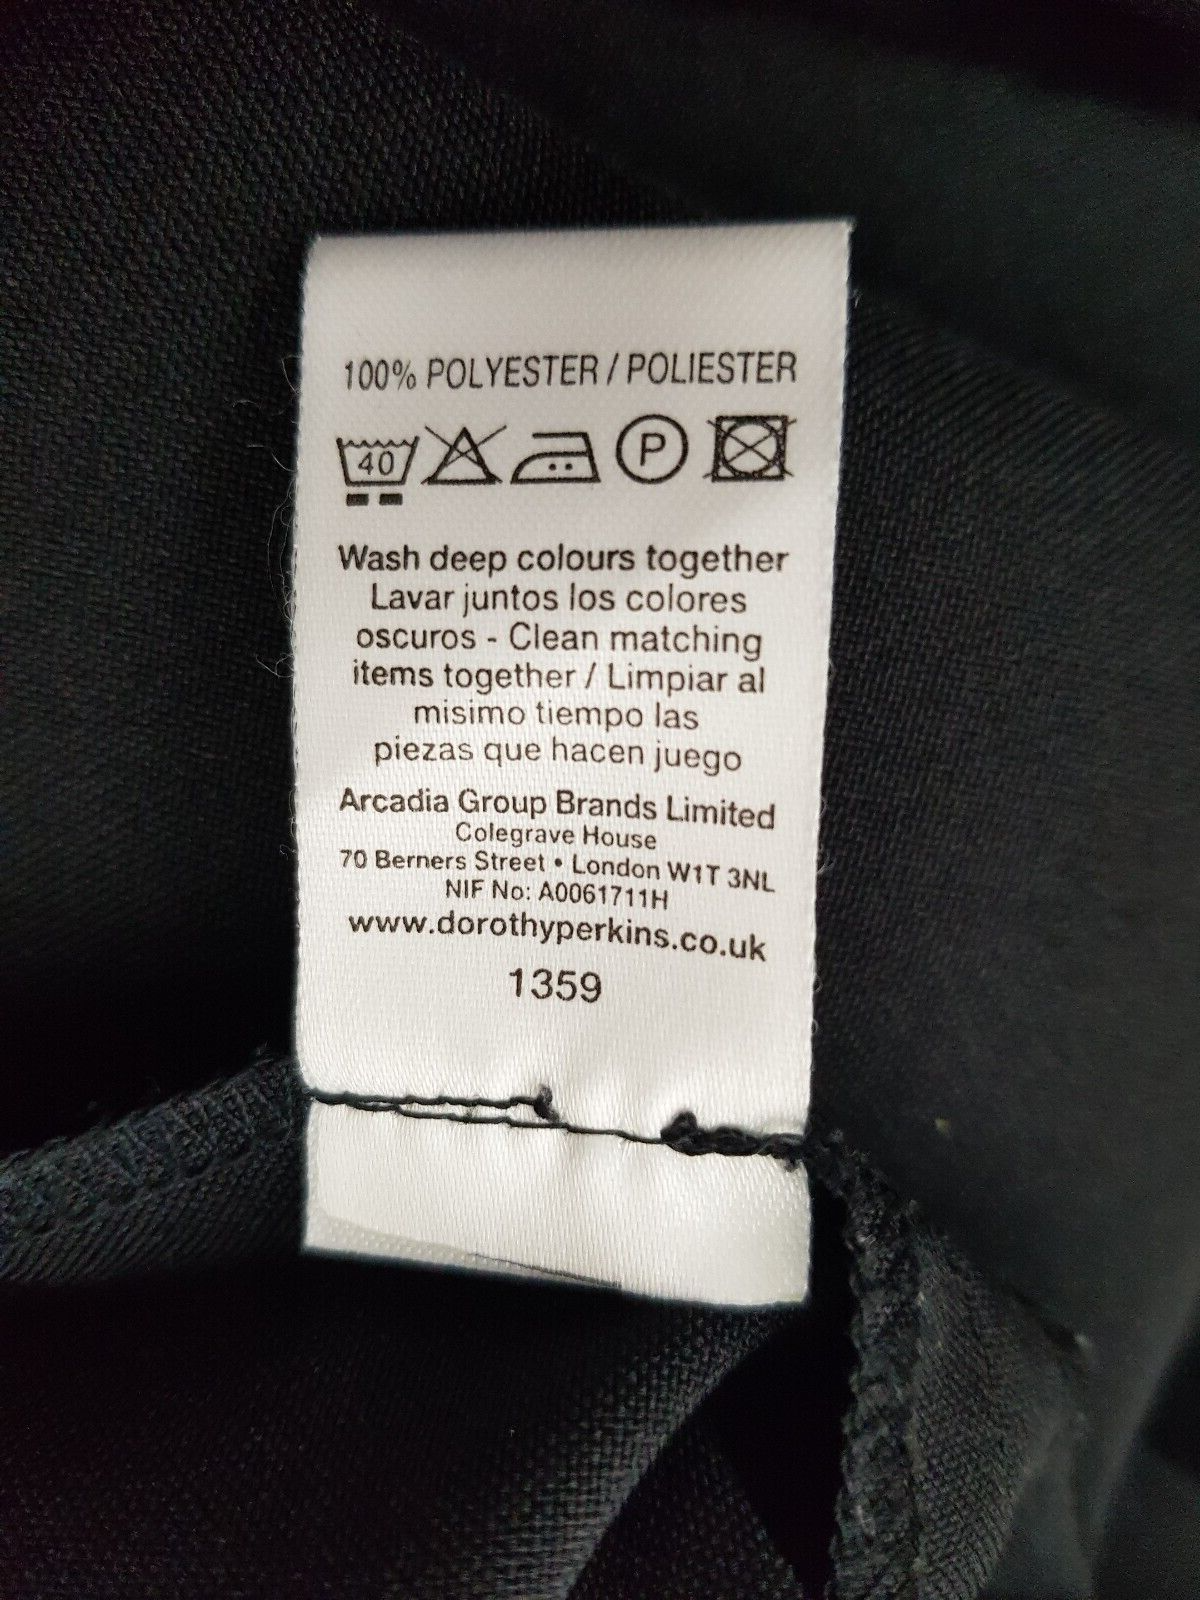 100% POLYESTER / POLIESTER
40 P
Wash deep colours together
Lavar juntos los colores
oscuros - Clean matching
items together / Limpiar al
misimo tiempo las
piezas que hacen juego
Arcadia Group Brands Limited
Colegrave House
70 Berners Street • London W1T 3NL
NIF No: A0061711H
www.dorothyperkins.co.uk
1359